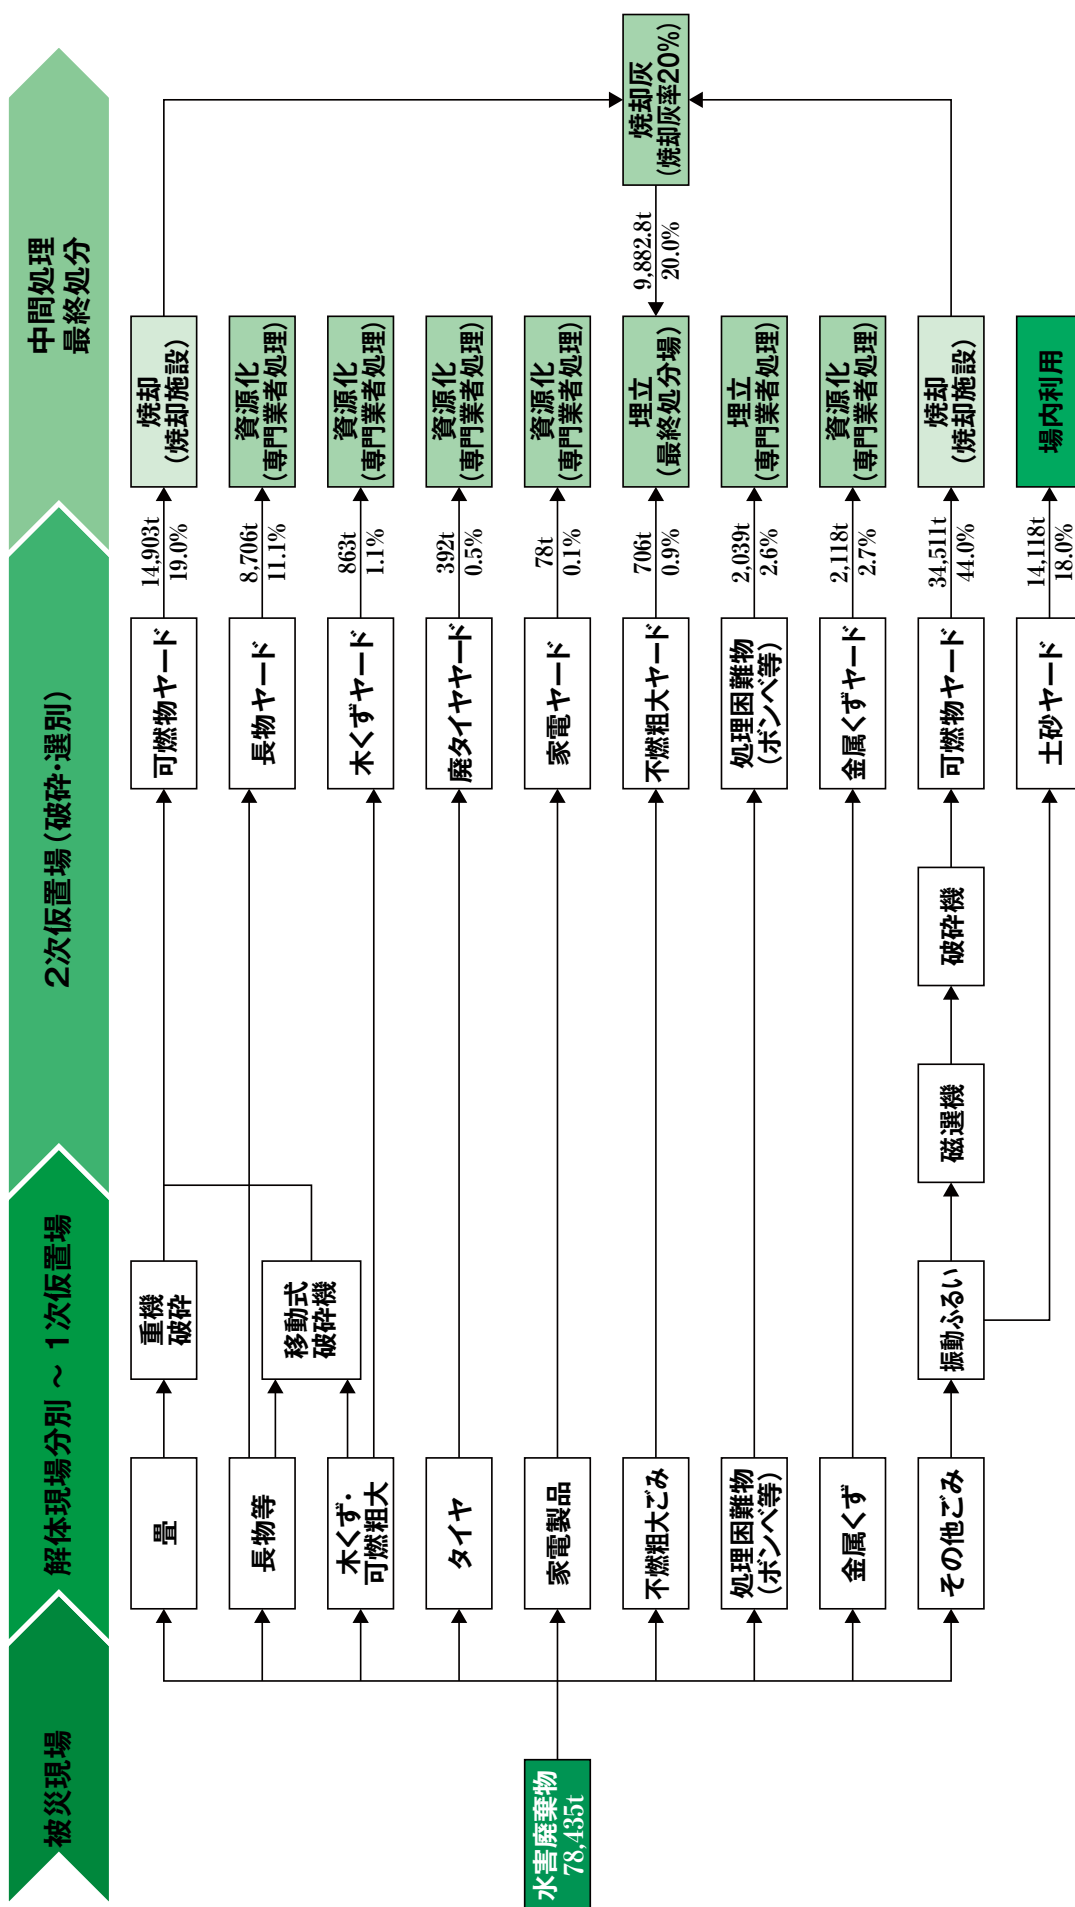 被災現場
解体現場分別 ～ 1次仮置場
2次仮置場(破砕・選別)
中間処理
最終処分
水害廃棄物
78,435t
畳
重機
破砕
可燃物ヤード
14,903t
19.0%
焼却
(焼却施設)
長物等
移動式
破砕機
長物ヤード
8,706t
11.1%
資源化
(専門業者処理)
木くず・
可燃粗大
木くずヤード
863t
1.1%
資源化
(専門業者処理)
タイヤ
廃タイヤヤード
392t
0.5%
資源化
(専門業者処理)
家電製品
家電ヤード
78t
0.1%
資源化
(専門業者処理)
不燃粗大ごみ
不燃粗大ヤード
706t
0.9%
埋立
(最終処分場)
9,882.8t
20.0%
焼却灰
(焼却灰率20%)
処理困難物
(ボンベ等)
処理困難物
(ボンベ等)
2,039t
2.6%
埋立
(専門業者処理)
金属くず
金属くずヤード
2,118t
2.7%
資源化
(専門業者処理)
その他ごみ
振動ふるい
磁選機
破砕機
可燃物ヤード
34,511t
44.0%
焼却
(焼却施設)
土砂ヤード
14,118t
18.0%
場内利用